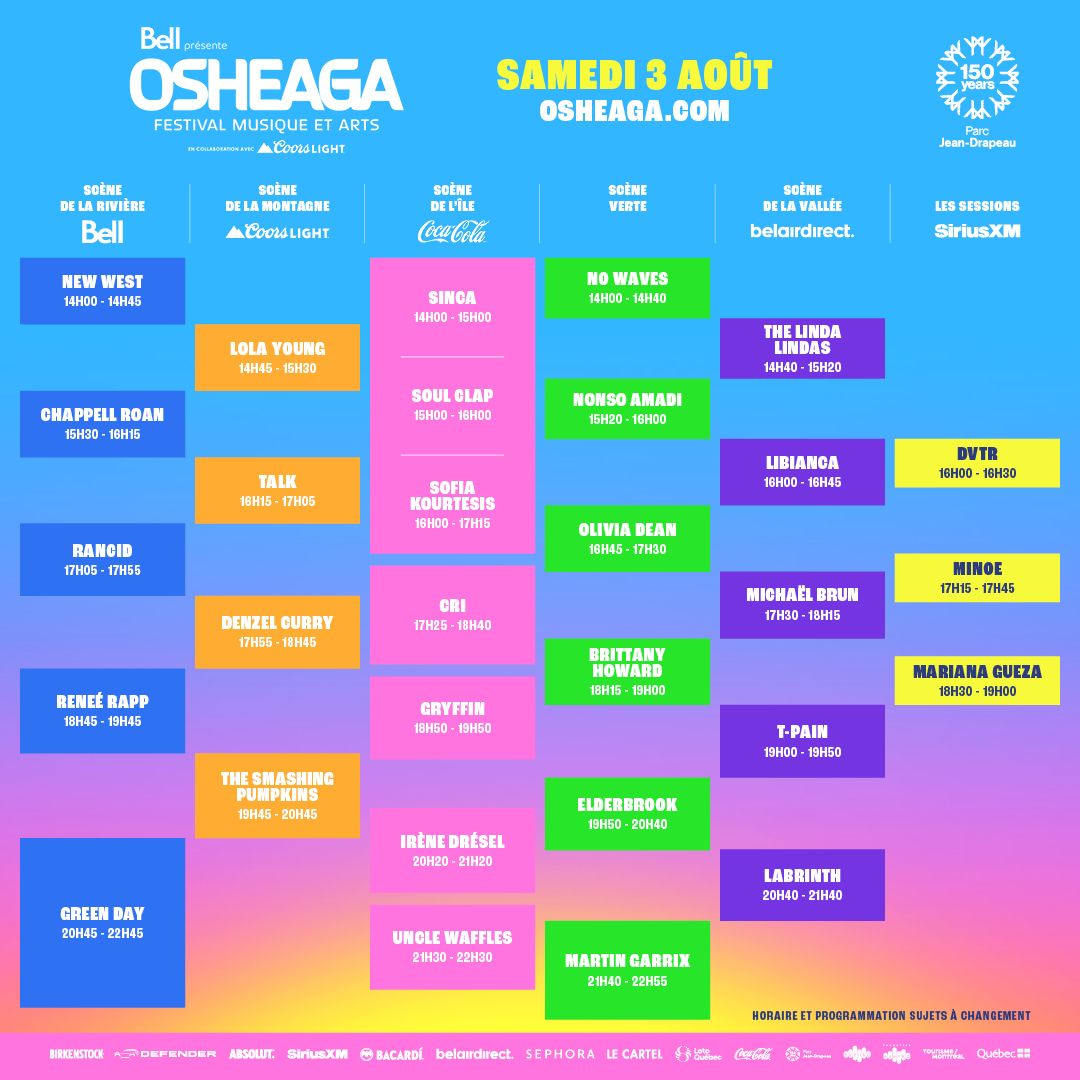 Bell présente
OSHEAGA
FESTIVAL MUSIQUE ET ARTS
EN COLLABORATION AVEC Coors LIGHT
SAMEDI 3 AOÛT
OSHEAGA.COM
150
years
Parc
Jean-Drapeau
SCÈNE
DE LA RIVIÈRE
Bell
SCÈNE
DE LA MONTAGNE
Coors LIGHT
SCÈNE
DE L'ÎLE
Coca-Cola
SCÈNE
VERTE
SCÈNE
DE LA VALLÉE
belairdirect.
LES SESSIONS
SiriusXM
NEW WEST
14H00 - 14H45
CHAPPELL ROAN
15H30 - 16H15
RANCID
17H05 - 17H55
RENEÉ RAPP
18H45 - 19H45
GREEN DAY
20H45 - 22H45
LOLA YOUNG
14H45 - 15H30
TALK
16H15 - 17H05
DENZEL CURRY
17H55 - 18H45
THE SMASHING
PUMPKINS
19H45 - 20H45
SINCA
14H00 - 15H00
SOUL CLAP
15H00 - 16H00
SOFIA
KOURTESIS
16H00 - 17H15
CRI
17H25 - 18H40
GRYFFIN
18H50 - 19H50
IRÈNE DRÉSEL
20H20 - 21H20
UNCLE WAFFLES
21H30 - 22H30
NO WAVES
14H00 - 14H40
NONSO AMADI
15H20 - 16H00
OLIVIA DEAN
16H45 - 17H30
BRITTANY
HOWARD
18H15 - 19H00
ELDERBROOK
19H50 - 20H40
MARTIN GARRIX
21H40 - 22H55
THE LINDA
LINDAS
14H40 - 15H20
LIBIANCA
16H00 - 16H45
MICHAËL BRUN
17H30 - 18H15
T-PAIN
19H00 - 19H50
LABRINTH
20H40 - 21H40
DVTR
16H00 - 16H30
MINOE
17H15 - 17H45
MARIANA GUEZA
18H30 - 19H00
HORAIRE ET PROGRAMMATION SUJETS À CHANGEMENT
BIRKENSTOCK DEFENDER ABSOLUT. SiriusXM BACARDÍ. belairdirect. SEPHORA LE CARTEL Loto Québec Coca-Cola Parc Jean-Drapeau TOURISME/ MONTRÉAL Québec